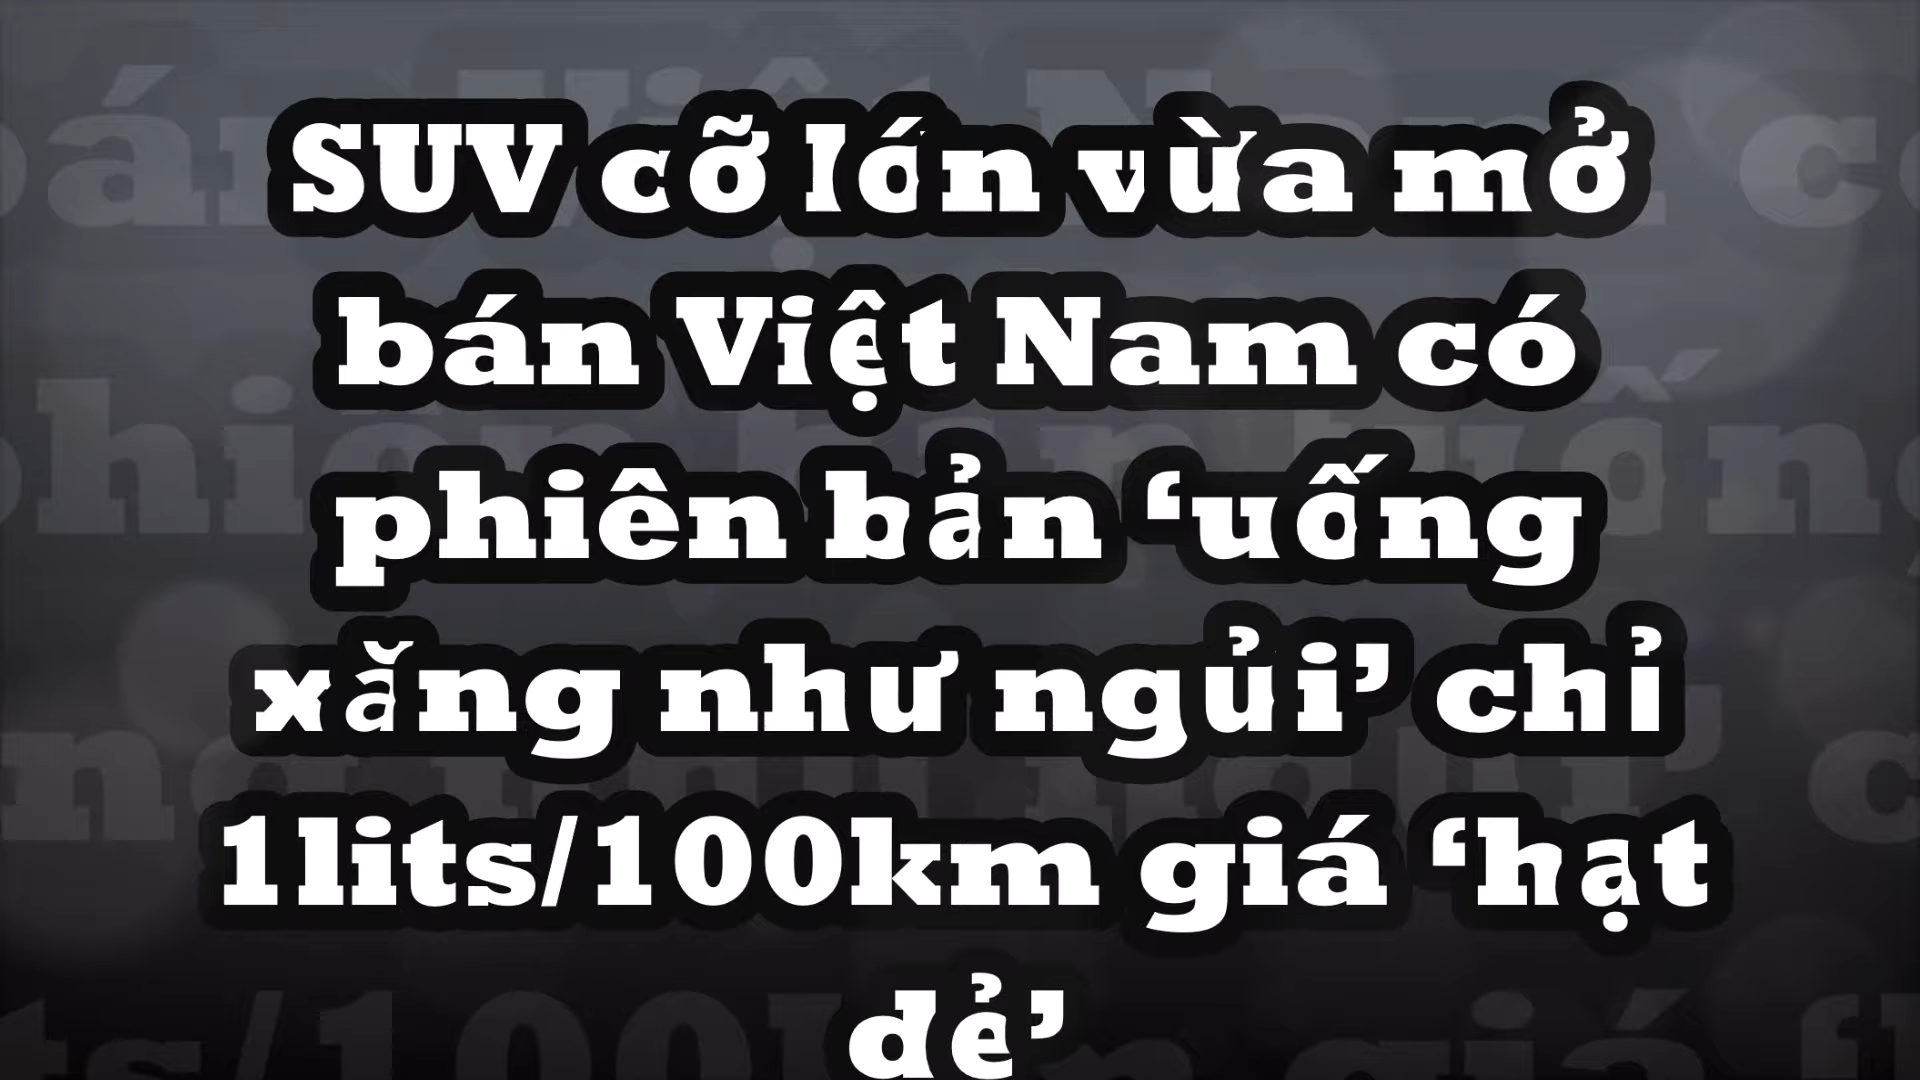 SUV cỡ lớn vừa mở
bán Việt Nam có
phiên bản ‘uống
xăng như ngủi’ chỉ
1lits/100km giá ‘hạt
dẻ’